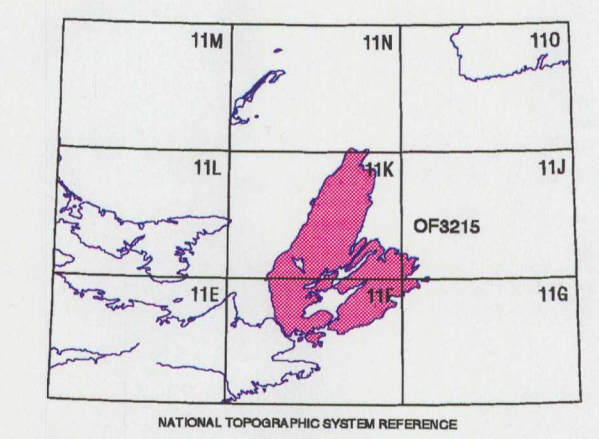 11M 11N 11O
11L 11K 11J
OF3215
11E 11F 11G
NATIONAL TOPOGRAPHIC SYSTEM REFERENCE